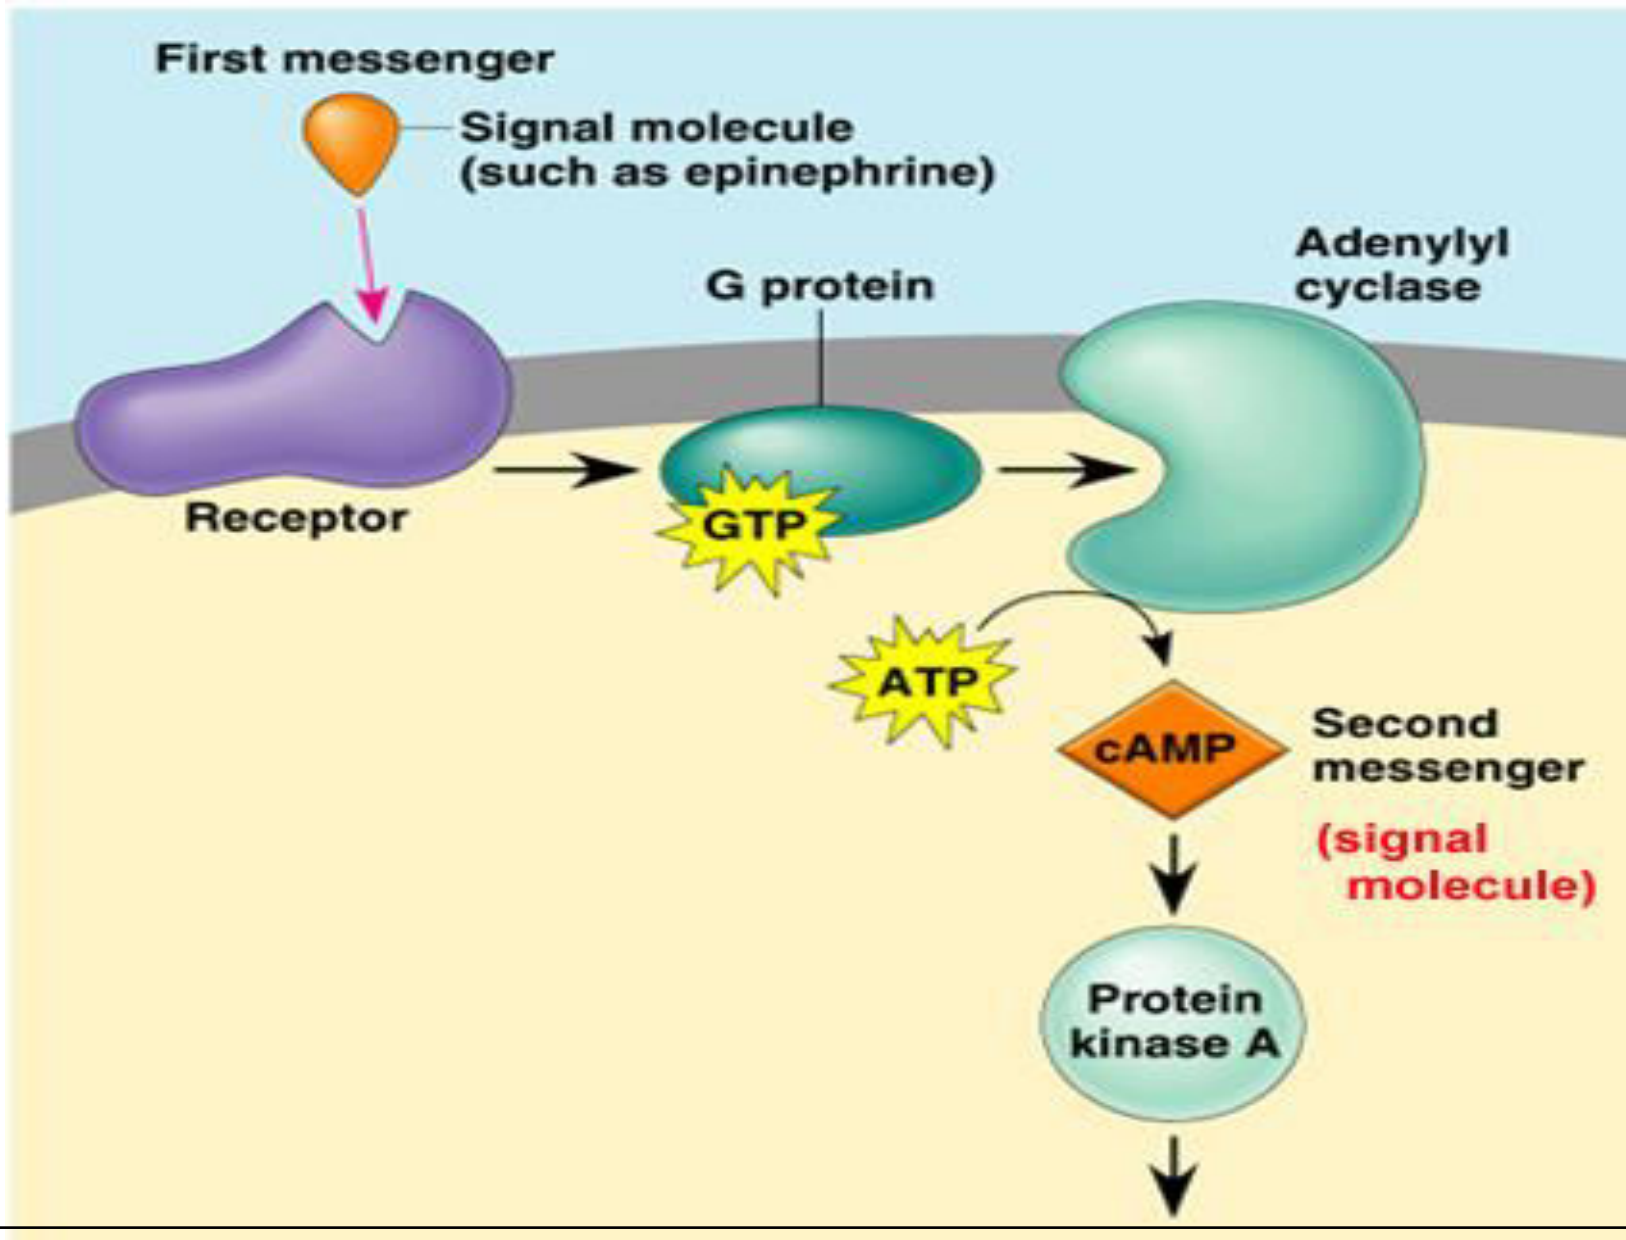 First messenger
Signal molecule
(such as epinephrine)
Adenylyl
cyclase
G protein
Receptor
GTP
ATP
cAMP
Second
messenger
(signal
molecule)
Protein
kinase A